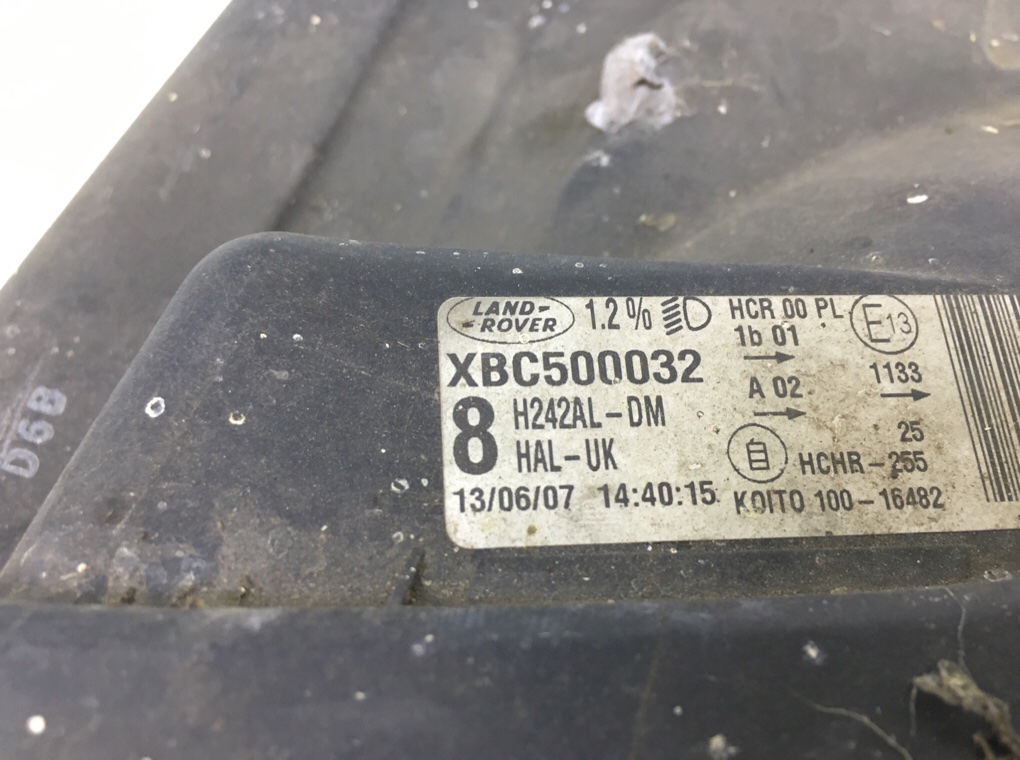 LAND-
-ROVER
1.2%
HCR 00 PL
1b 01
E13
XBC500032
A 02
1133
8
H242AL-DM
HAL-UK
25
HCHR-255
13/06/07 14:40:15
KOITO 100-16482
D6B